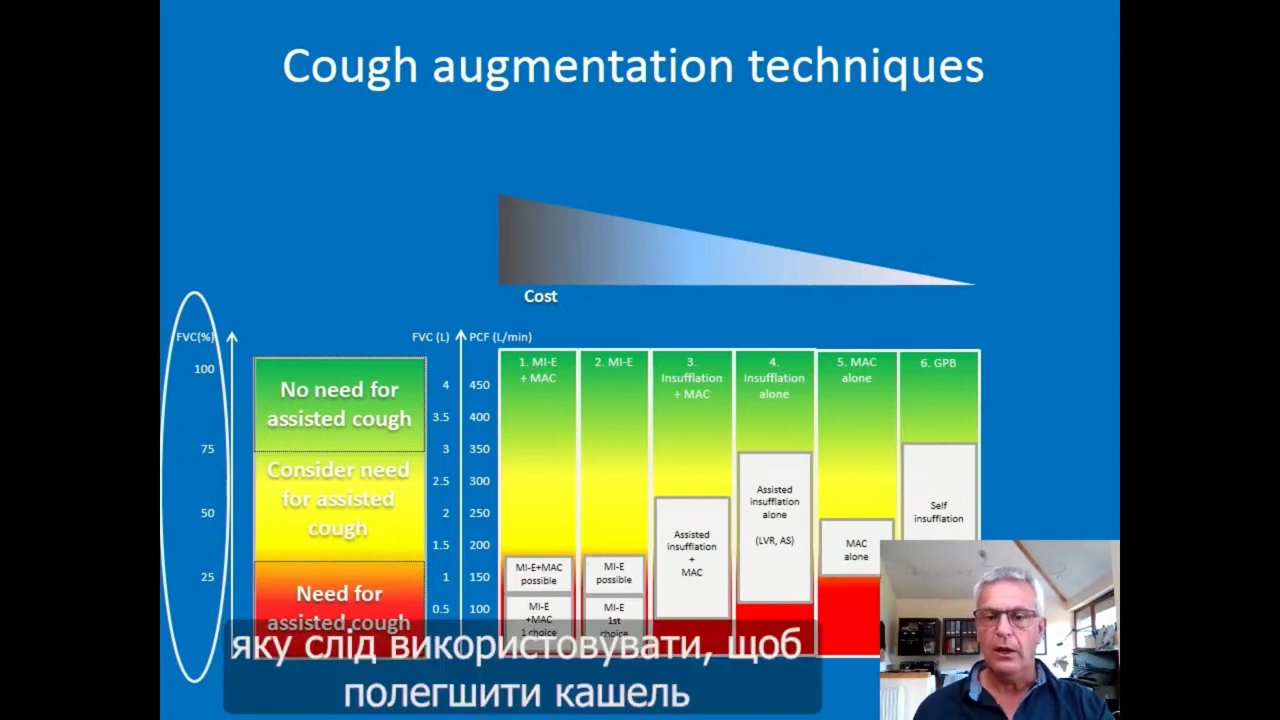 Cough augmentation techniques
Cost
FVC(%)
100
75
50
25
No need for
assisted cough
Consider need
for assisted
cough
Need for
assisted cough
FVC (L)
4
3.5
3
2.5
2
1.5
1
0.5
PCF (L/min)
450
400
350
300
250
200
150
100
1. MI-E
+ MAC
MI-E+MAC
possible
MI-E
+MAC
1 choice
2. MI-E
MI-E
possible
MI-E
1st
choice
3.
Insufflation
+ MAC
Assisted
insufflation
+
MAC
4.
Insufflation
alone
Assisted
insufflation
alone
(LVR, AS)
5. MAC
alone
MAC
alone
6. GPB
Self
insufflation
яку слід використовувати, щоб
полегшити кашель